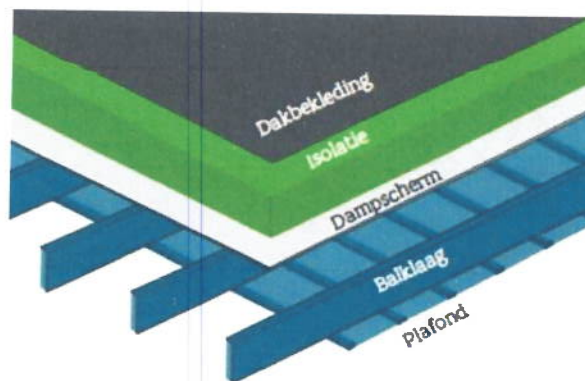 Dakbekleding
Isolatie
Dampscherm
Balklaag
Plafond